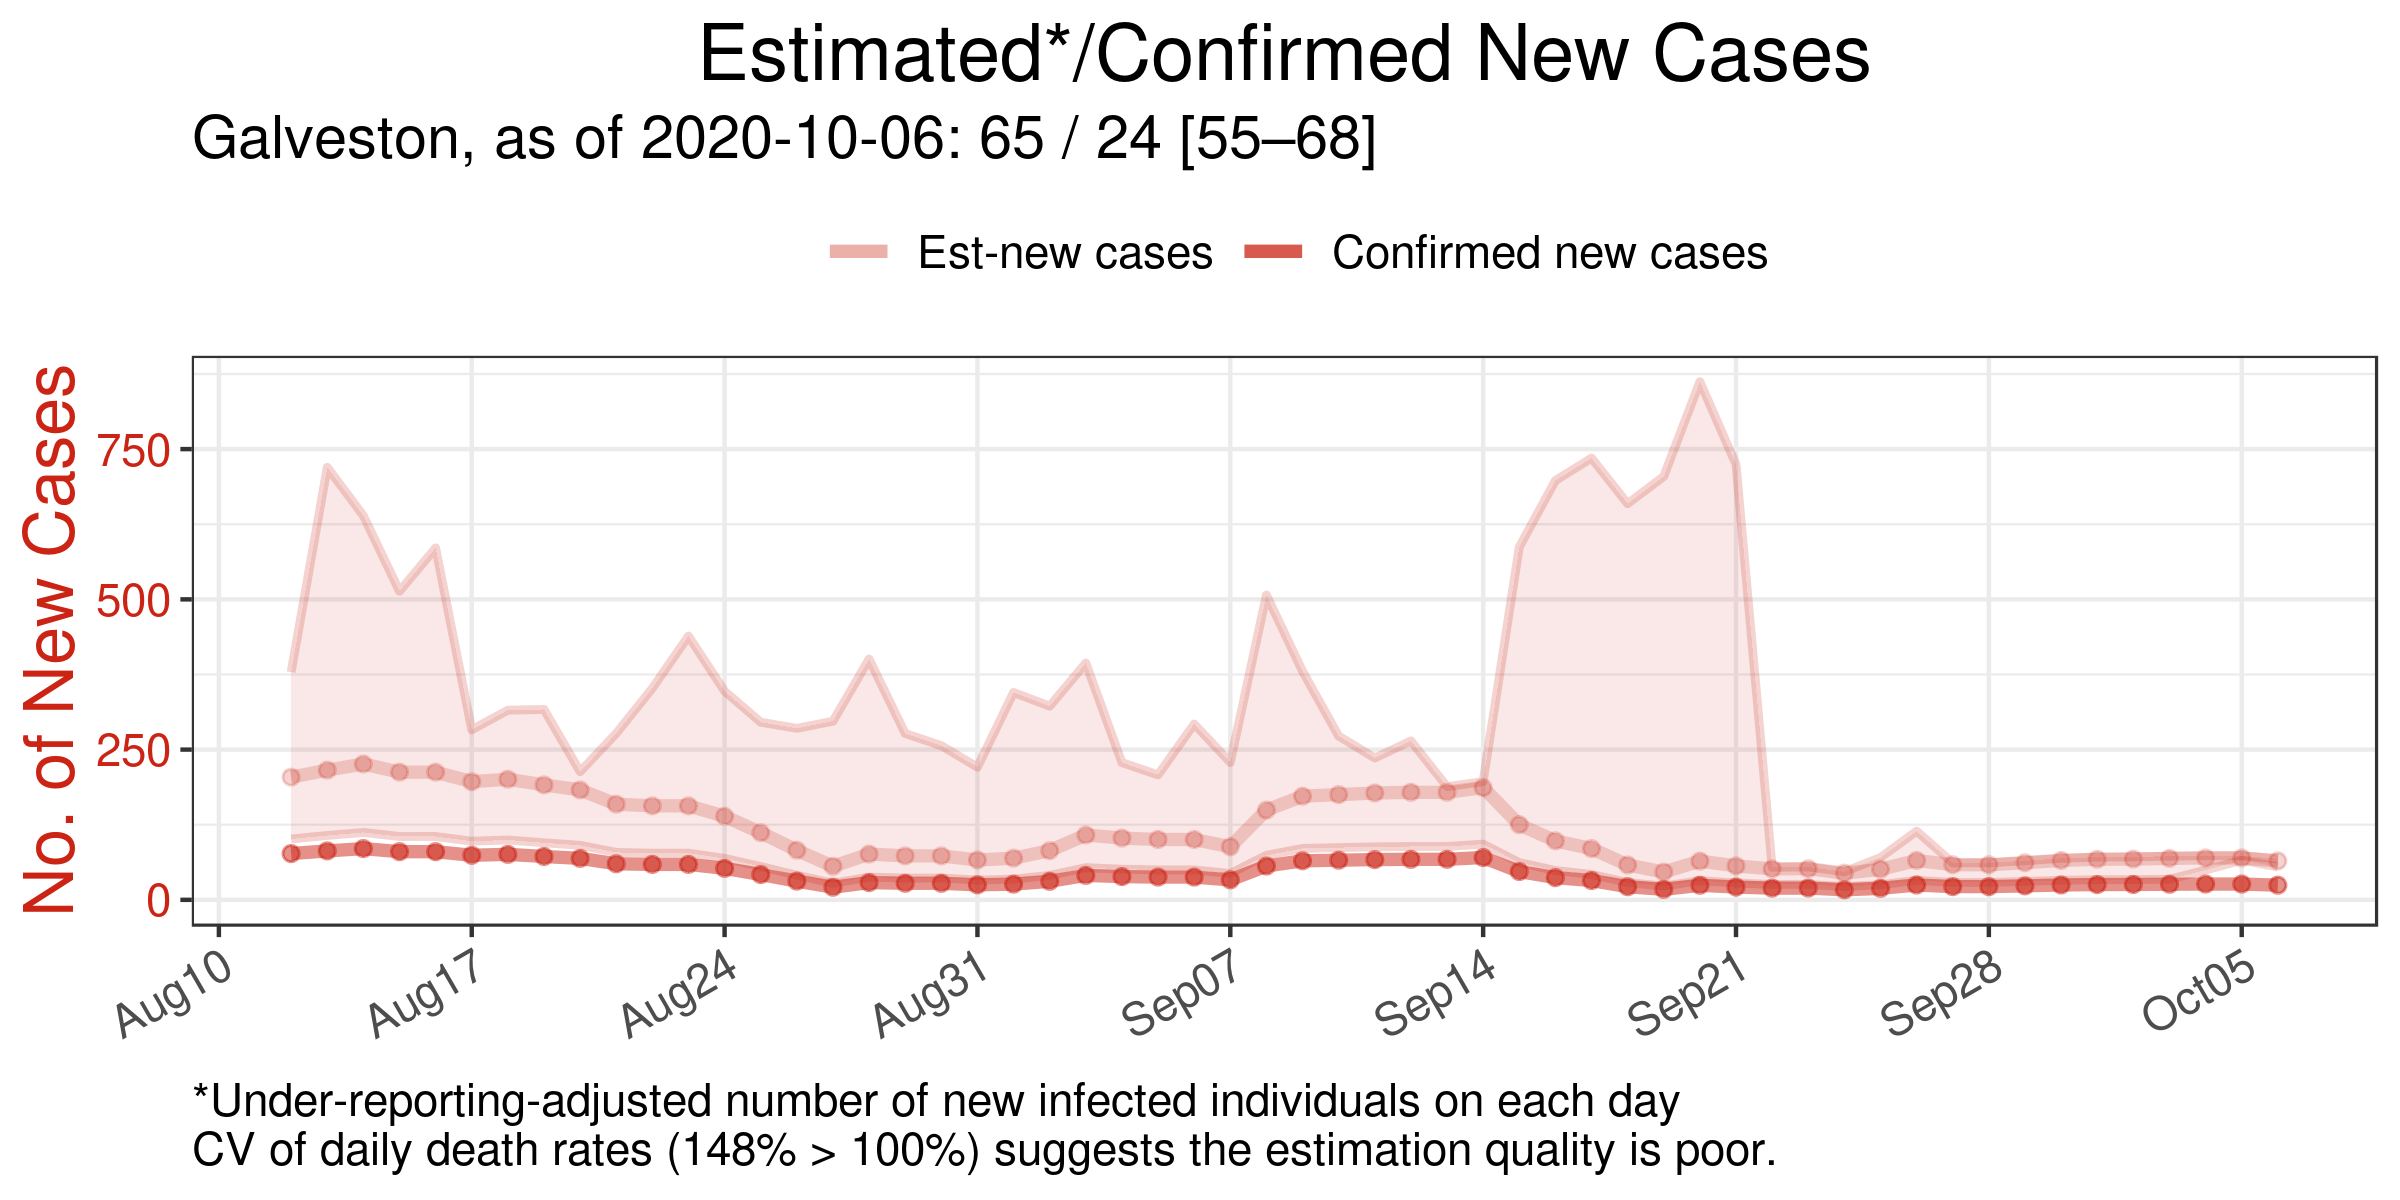 Estimated*/Confirmed New Cases
Galveston, as of 2020-10-06: 65 / 24 [55–68]
Est-new cases Confirmed new cases
No. of New Cases
750
500
250
0
Aug10 Aug17 Aug24 Aug31 Sep07 Sep14 Sep21 Sep28 Oct05
*Under-reporting-adjusted number of new infected individuals on each day
CV of daily death rates (148% > 100%) suggests the estimation quality is poor.